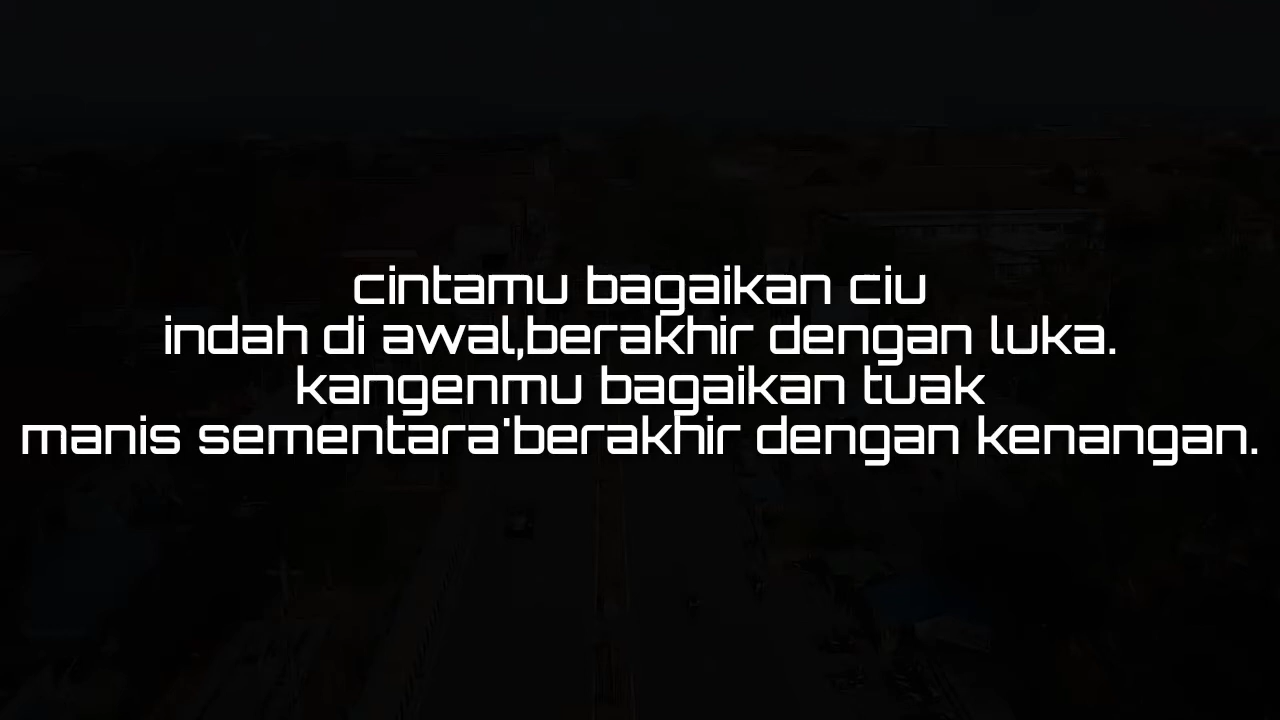 cintamu bagaikan ciu
indah di awal,berakhir dengan luka.
kangenmu bagaikan tuak
manis sementara'berakhir dengan kenangan.